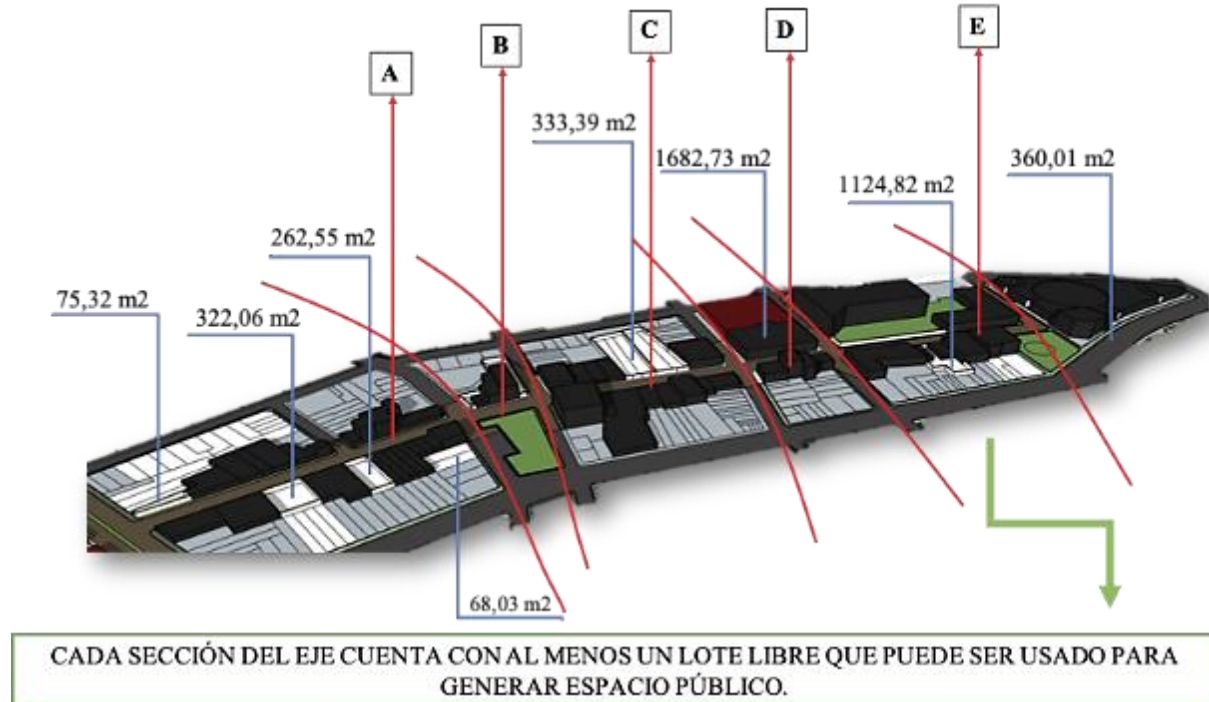 E
D
C
B
A
333,39 m2
1682,73 m2
360,01 m2
1124,82 m2
262,55 m2
75,32 m2
322,06 m2
68,03 m2
CADA SECCIÓN DEL EJE CUENTA CON AL MENOS UN LOTE LIBRE QUE PUEDE SER USADO PARA
GENERAR ESPACIO PÚBLICO.